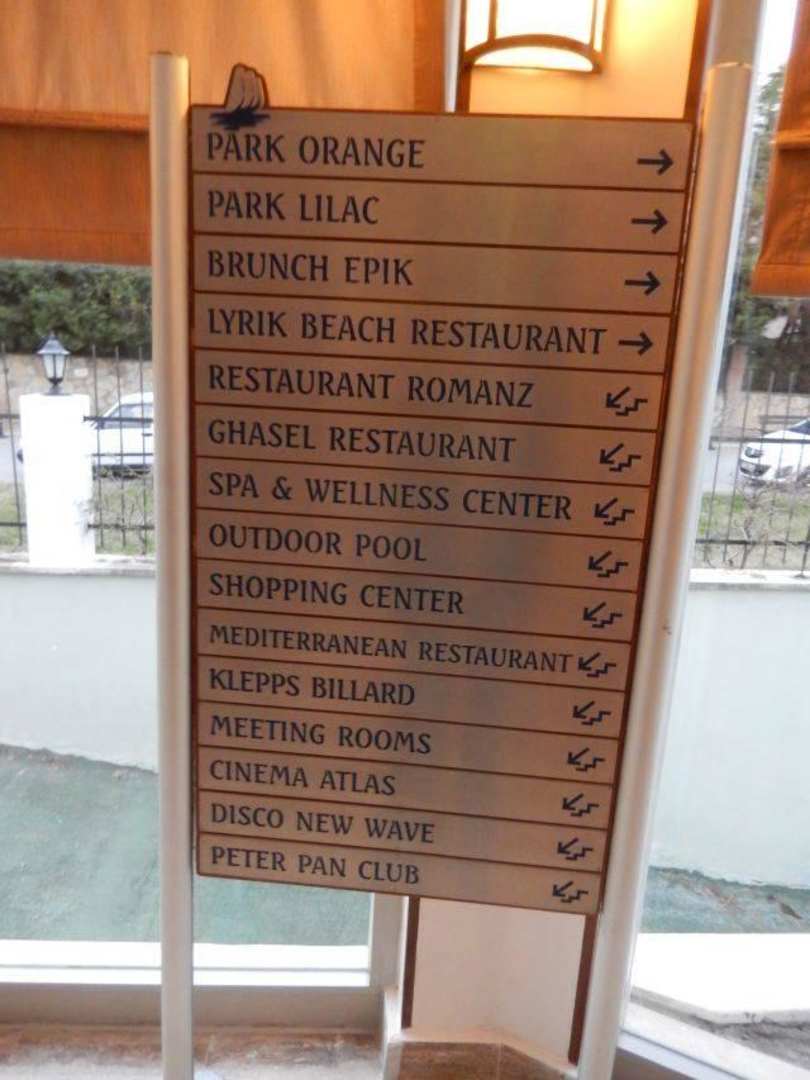 PARK ORANGE →
PARK LILAC →
BRUNCH EPIK →
LYRIK BEACH RESTAURANT →
RESTAURANT ROMANZ
GHASEL RESTAURANT
SPA & WELLNESS CENTER
OUTDOOR POOL
SHOPPING CENTER
MEDITERRANEAN RESTAURANT
KLEPPS BILLARD
MEETING ROOMS
CINEMA ATLAS
DISCO NEW WAVE
PETER PAN CLUB